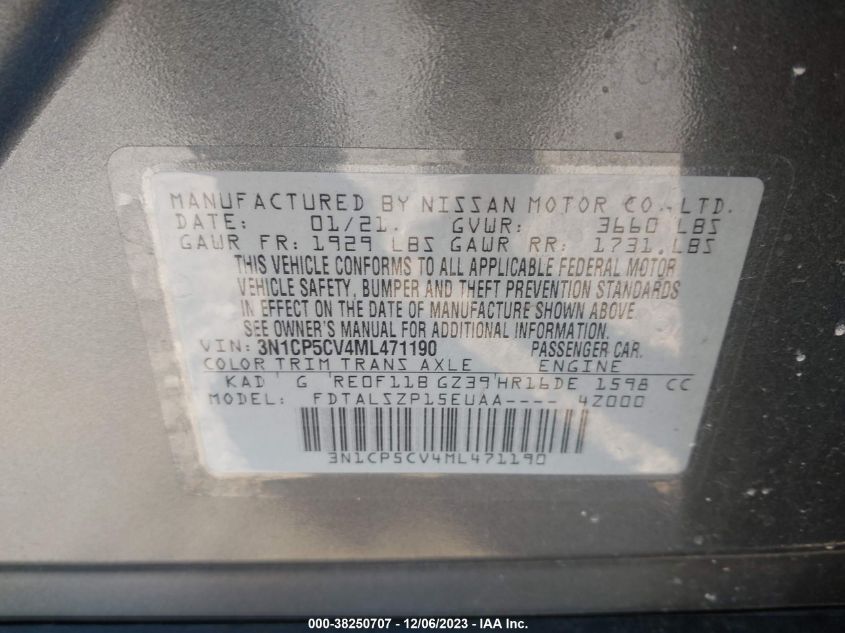 MANUFACTURED BY NISSAN MOTOR CO.,LTD.
DATE: 01/21. GVWR: 3660 LBS
GAWR FR: 1929 LBS GAWR RR: 1731.LBS
THIS VEHICLE CONFORMS TO ALL APPLICABLE FEDERAL MOTOR
VEHICLE SAFETY, BUMPER AND THEFT PREVENTION STANDARDS
IN EFFECT ON THE DATE OF MANUFACTURE SHOWN ABOVE.
SEE OWNER'S MANUAL FOR ADDITIONAL INFORMATION.
VIN: 3N1CP5CV4ML471190 PASSENGER CAR.
COLOR TRIM TRANS AXLE ENGINE
KAD G RE0F11B GZ39 HR16DE 1598 CC
MODEL: FDTALSZP15EUAA---- 4Z000
3N1CP5CV4ML471190
000-38250707 - 12/06/2023 - IAA Inc.